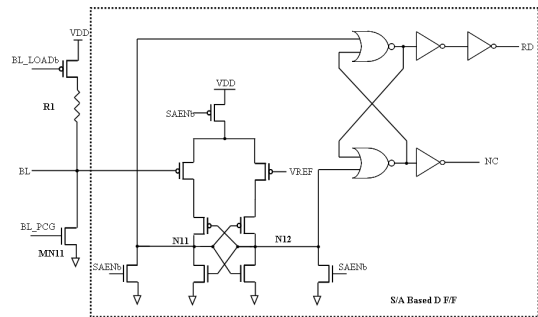 VDD
BL_LOADb
RD
R1
VDD
SAENb
BL
VREF
NC
BL_PCG
MN11
N11
N12
SAENb
SAENb
S/A Based D F/F